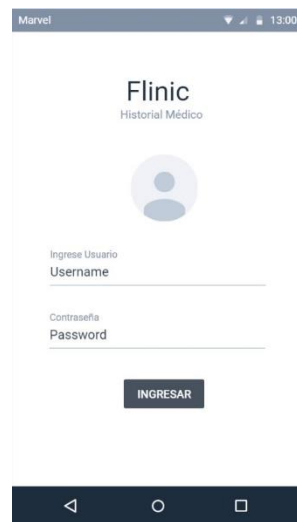 Marvel 13:00
Flinic
Historial Médico
Ingrese Usuario
Username
Contraseña
Password
INGRESAR